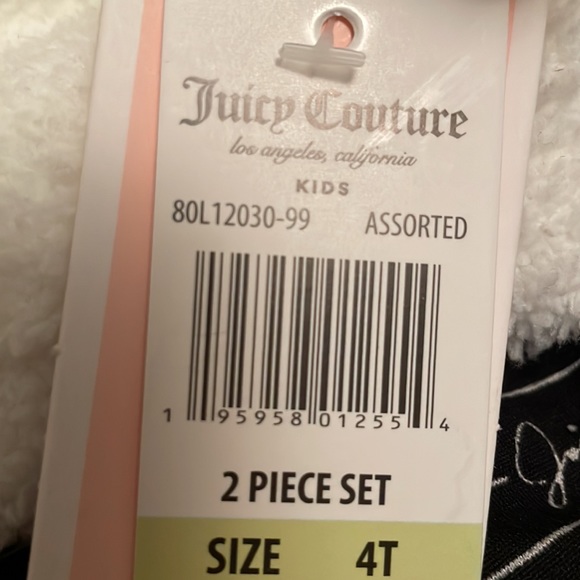 Juicy Couture
los angeles, california
KIDS
80L12030-99 ASSORTED
1 95958 01255 4
2 PIECE SET
SIZE 4T